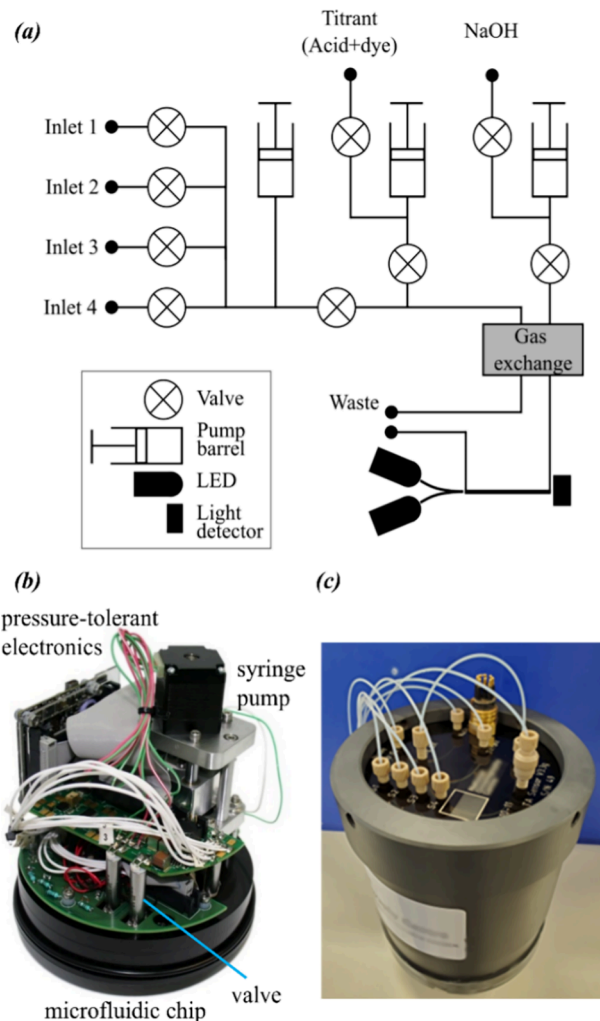 (a)
Titrant
(Acid+dye)
NaOH
Inlet 1
Inlet 2
Inlet 3
Inlet 4
Gas
exchange
Waste
Valve
Pump
barrel
LED
Light
detector
(b)
(c)
pressure-tolerant
electronics
syringe
pump
3
valve
microfluidic chip